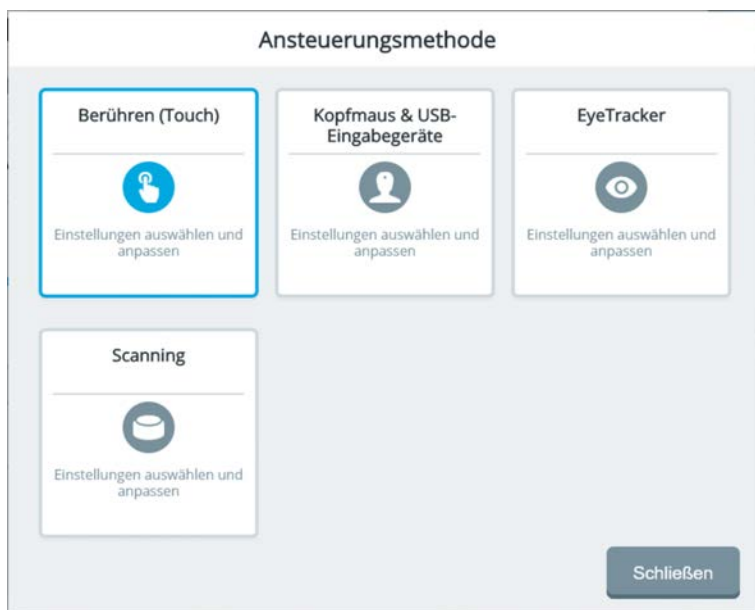 Ansteuerungsmethode
Berühren (Touch)
Einstellungen auswählen und
anpassen
Kopfmaus & USB-
Eingabegeräte
Einstellungen auswählen und
anpassen
EyeTracker
Einstellungen auswählen und
anpassen
Scanning
Einstellungen auswählen und
anpassen
Schließen